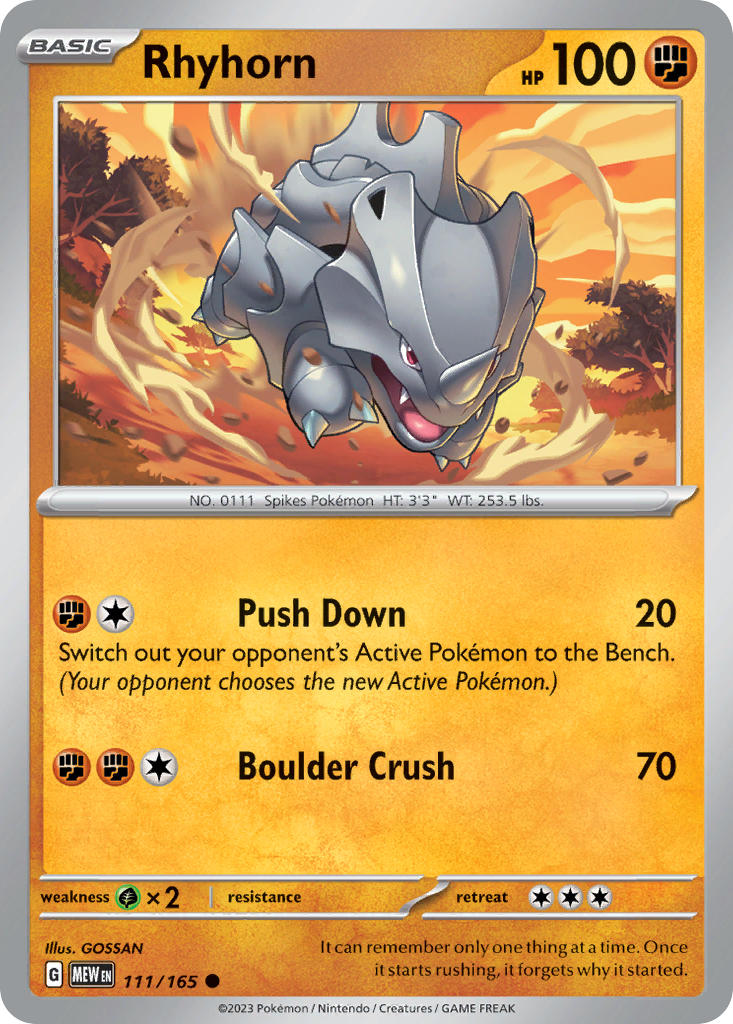 BASIC
Rhyhorn
HP 100
NO. 0111 Spikes Pokémon HT: 3'3" WT: 253.5 lbs.
Push Down 20
Switch out your opponent's Active Pokémon to the Bench.
(Your opponent chooses the new Active Pokémon.)
Boulder Crush 70
weakness ×2 resistance retreat
Illus. GOSSAN
G MEW EN 111/165
It can remember only one thing at a time. Once
it starts rushing, it forgets why it started.
©2023 Pokémon / Nintendo / Creatures / GAME FREAK